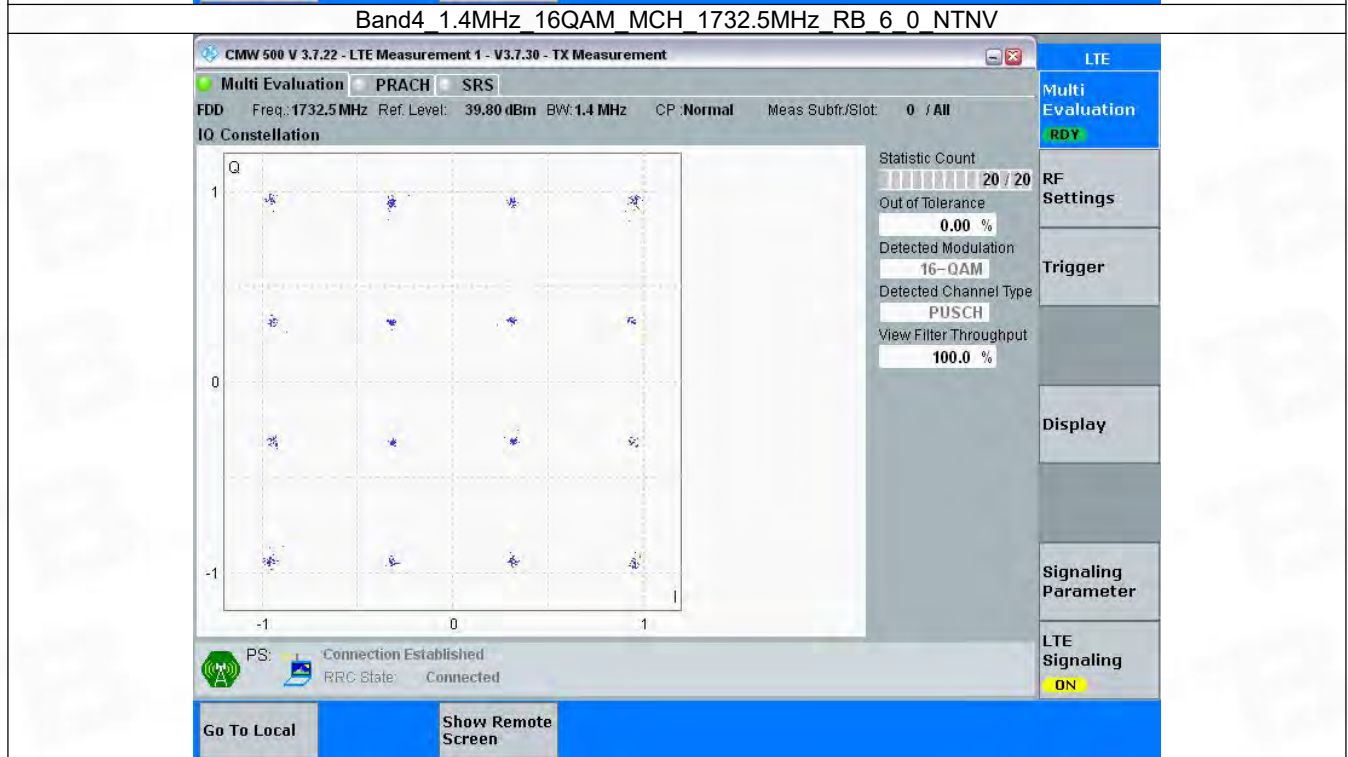 Band4_1.4MHz_16QAM_MCH_1732.5MHz_RB_6_0_NTNV
CMW 500 V 3.7.22 - LTE Measurement 1 - V3.7.30 - TX Measurement
LTE
Multi Evaluation PRACH SRS
FDD Freq.: 1732.5 MHz Ref. Level: 39.80 dBm BW: 1.4 MHz CP : Normal Meas Subfr./Slot: 0 / All
IQ Constellation
Q
1
0
-1
I
-1 0 1
Statistic Count
20 / 20
Out of Tolerance
0.00 %
Detected Modulation
16-QAM
Detected Channel Type
PUSCH
View Filter Throughput
100.0 %
Multi
Evaluation
RDY
RF
Settings
Trigger
Display
Signaling
Parameter
LTE
Signaling
ON
PS: Connection Established
RRC State: Connected
Go To Local
Show Remote
Screen